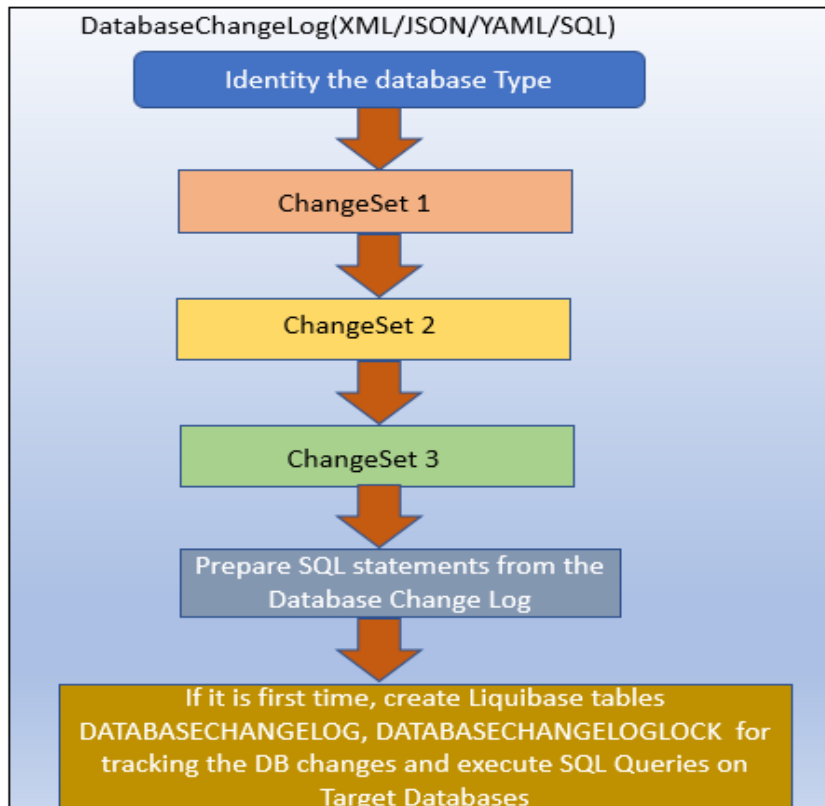 DatabaseChangeLog(XML/JSON/YAML/SQL)
Identity the database Type
ChangeSet 1
ChangeSet 2
ChangeSet 3
Prepare SQL statements from the
Database Change Log
If it is first time, create Liquibase tables
DATABASECHANGELOG, DATABASECHANGELOGLOCK for
tracking the DB changes and execute SQL Queries on
Target Databases